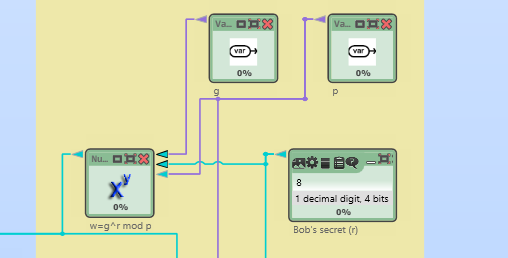 Va...
Va...
var
var
0%
0%
g
p
Nu...
x^y
0%
w=g^r mod p
8
1 decimal digit, 4 bits
0%
Bob's secret (r)